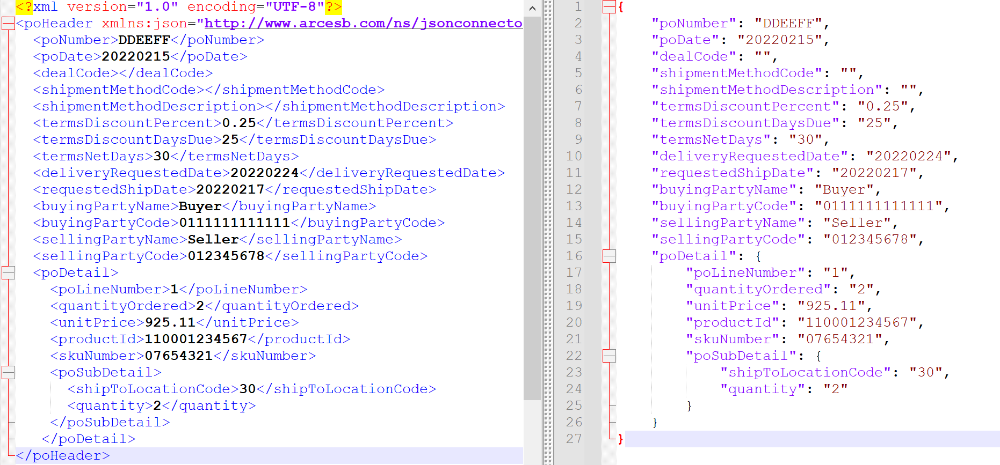 <?xml version="1.0" encoding="UTF-8"?>
<poHeader xmlns:json="http://www.arcesb.com/ns/jsonconnecto
<poNumber>DDEEFF</poNumber>
<poDate>20220215</poDate>
<dealCode></dealCode>
<shipmentMethodCode></shipmentMethodCode>
<shipmentMethodDescription></shipmentMethodDescription>
<termsDiscountPercent>0.25</termsDiscountPercent>
<termsDiscountDaysDue>25</termsDiscountDaysDue>
<termsNetDays>30</termsNetDays>
<deliveryRequestedDate>20220224</deliveryRequestedDate>
<requestedShipDate>20220217</requestedShipDate>
<buyingPartyName>Buyer</buyingPartyName>
<buyingPartyCode>0111111111111</buyingPartyCode>
<sellingPartyName>Seller</sellingPartyName>
<sellingPartyCode>012345678</sellingPartyCode>
<poDetail>
<poLineNumber>1</poLineNumber>
<quantityOrdered>2</quantityOrdered>
<unitPrice>925.11</unitPrice>
<productId>110001234567</productId>
<skuNumber>07654321</skuNumber>
<poSubDetail>
<shipToLocationCode>30</shipToLocationCode>
<quantity>2</quantity>
</poSubDetail>
</poDetail>
</poHeader>
1 {
2 "poNumber": "DDEEFF",
3 "poDate": "20220215",
4 "dealCode": "",
5 "shipmentMethodCode": "",
6 "shipmentMethodDescription": "",
7 "termsDiscountPercent": "0.25",
8 "termsDiscountDaysDue": "25",
9 "termsNetDays": "30",
10 "deliveryRequestedDate": "20220224",
11 "requestedShipDate": "20220217",
12 "buyingPartyName": "Buyer",
13 "buyingPartyCode": "0111111111111",
14 "sellingPartyName": "Seller",
15 "sellingPartyCode": "012345678",
16 "poDetail": {
17 "poLineNumber": "1",
18 "quantityOrdered": "2",
19 "unitPrice": "925.11",
20 "productId": "110001234567",
21 "skuNumber": "07654321",
22 "poSubDetail": {
23 "shipToLocationCode": "30",
24 "quantity": "2"
25 }
26 }
27 }